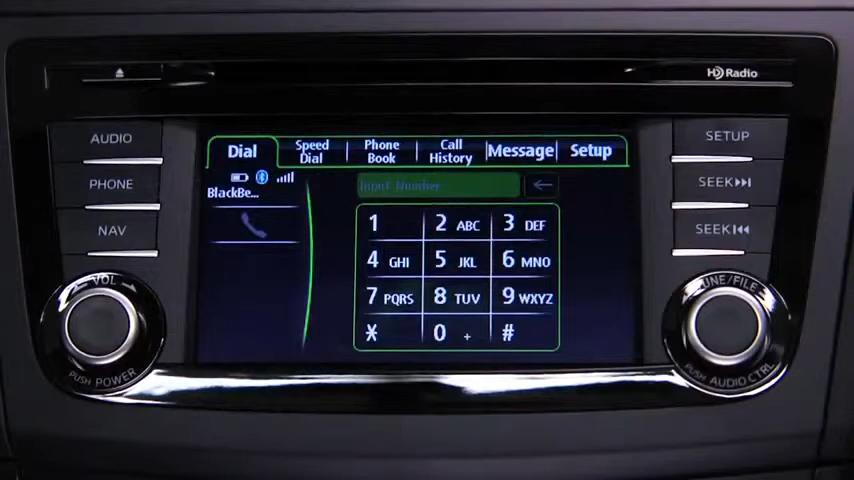 HD Radio
AUDIO
PHONE
NAV
VOL
PUSH POWER
Dial
Speed Dial
Phone Book
Call History
Message
Setup
BlackBe...
Input Number
1
2 ABC
3 DEF
4 GHI
5 JKL
6 MNO
7 PQRS
8 TUV
9 WXYZ
*
0 +
#
SETUP
SEEK
SEEK
TUNE/FILE
PUSH AUDIO CTRL